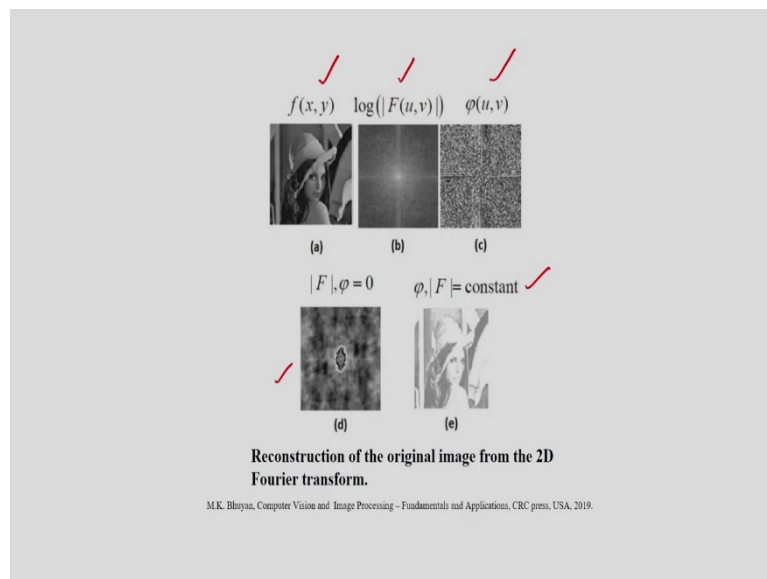 f(x,y) log(|F(u,v)|) φ(u,v)
(a) (b) (c)
|F|,φ=0 φ,|F|=constant
(d) (e)
Reconstruction of the original image from the 2D
Fourier transform.
M.K. Bhuyan, Computer Vision and Image Processing – Fundamentals and Applications, CRC press, USA, 2019.